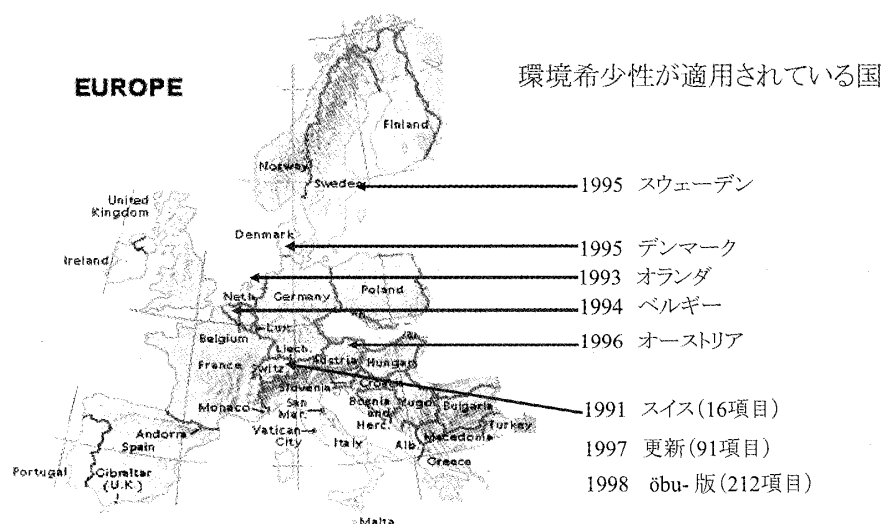 環境希少性が適用されている国
EUROPE
Finland
Norway
Sweden
1995 スウェーデン
United
Kingdom
Denmark
1995 デンマーク
Ireland
1993 オランダ
Neth.
Germany
Poland
1994 ベルギー
Lux.
Belgium
1996 オーストリア
Liech.
France
Switz.
Austria
Hungary
Slovenia
Croatia
1991 スイス(16項目)
Monaco
San
Mar.
Bosnia
and
Herc.
Yugo.
Bulgaria
Andorra
Vatican
City
Turkey
1997 更新(91項目)
Spain
Italy
Alb.
Macedonia
Portugal
Gibraltar
(U.K.)
Greece
1998 öbu-版(212項目)
Malta